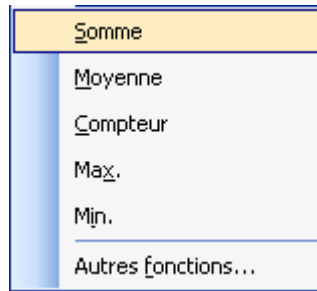 Somme
Moyenne
Compteur
Max.
Min.
Autres fonctions...